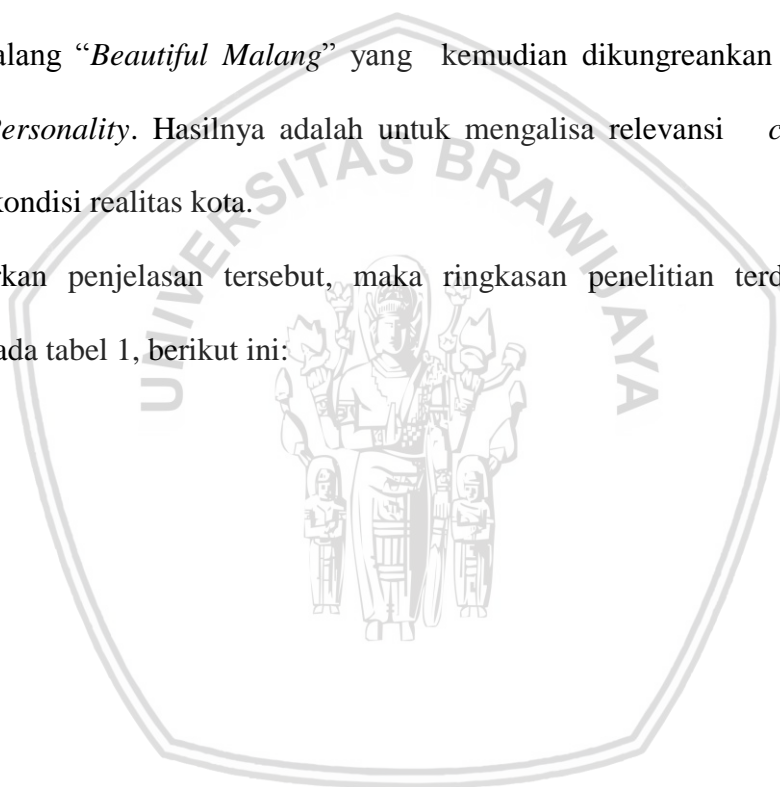 alang “Beautiful Malang” yang kemudian dikungreankan
Personality. Hasilnya adalah untuk mengalisa relevansi c
kondisi realitas kota.
rkan penjelasan tersebut, maka ringkasan penelitian terd
ada tabel 1, berikut ini:
UNIVERSITAS BRAWIJAYA